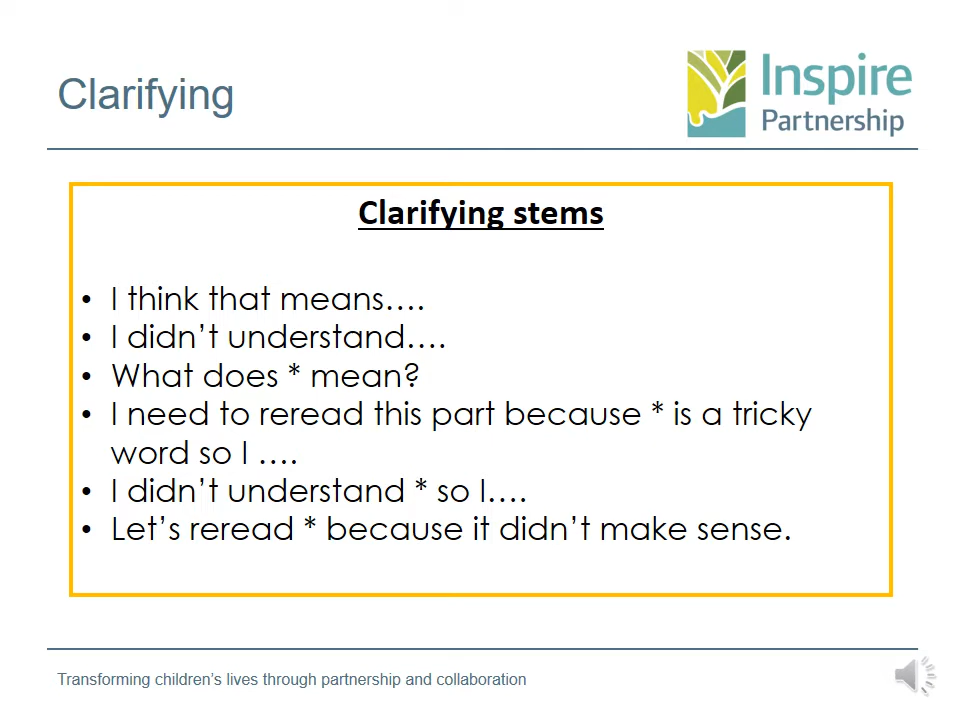 Clarifying
Inspire
Partnership
Clarifying stems
• I think that means….
• I didn’t understand….
• What does * mean?
• I need to reread this part because * is a tricky
word so I ….
• I didn’t understand * so I….
• Let’s reread * because it didn’t make sense.
Transforming children’s lives through partnership and collaboration